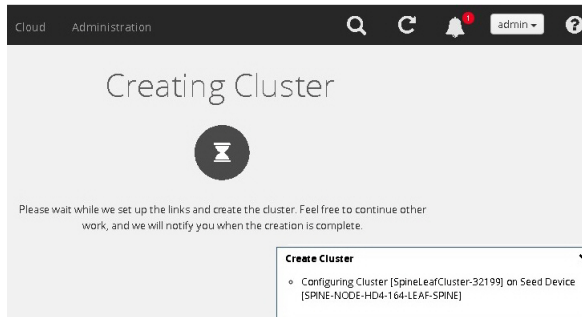 Cloud Administration 1 admin ?
Creating Cluster
Please wait while we set up the links and create the cluster. Feel free to continue other
work, and we will notify you when the creation is complete.
Create Cluster
Configuring Cluster [SpineLeafCluster-32199] on Seed Device
[SPINE-NODE-HD4-164-LEAF-SPINE]